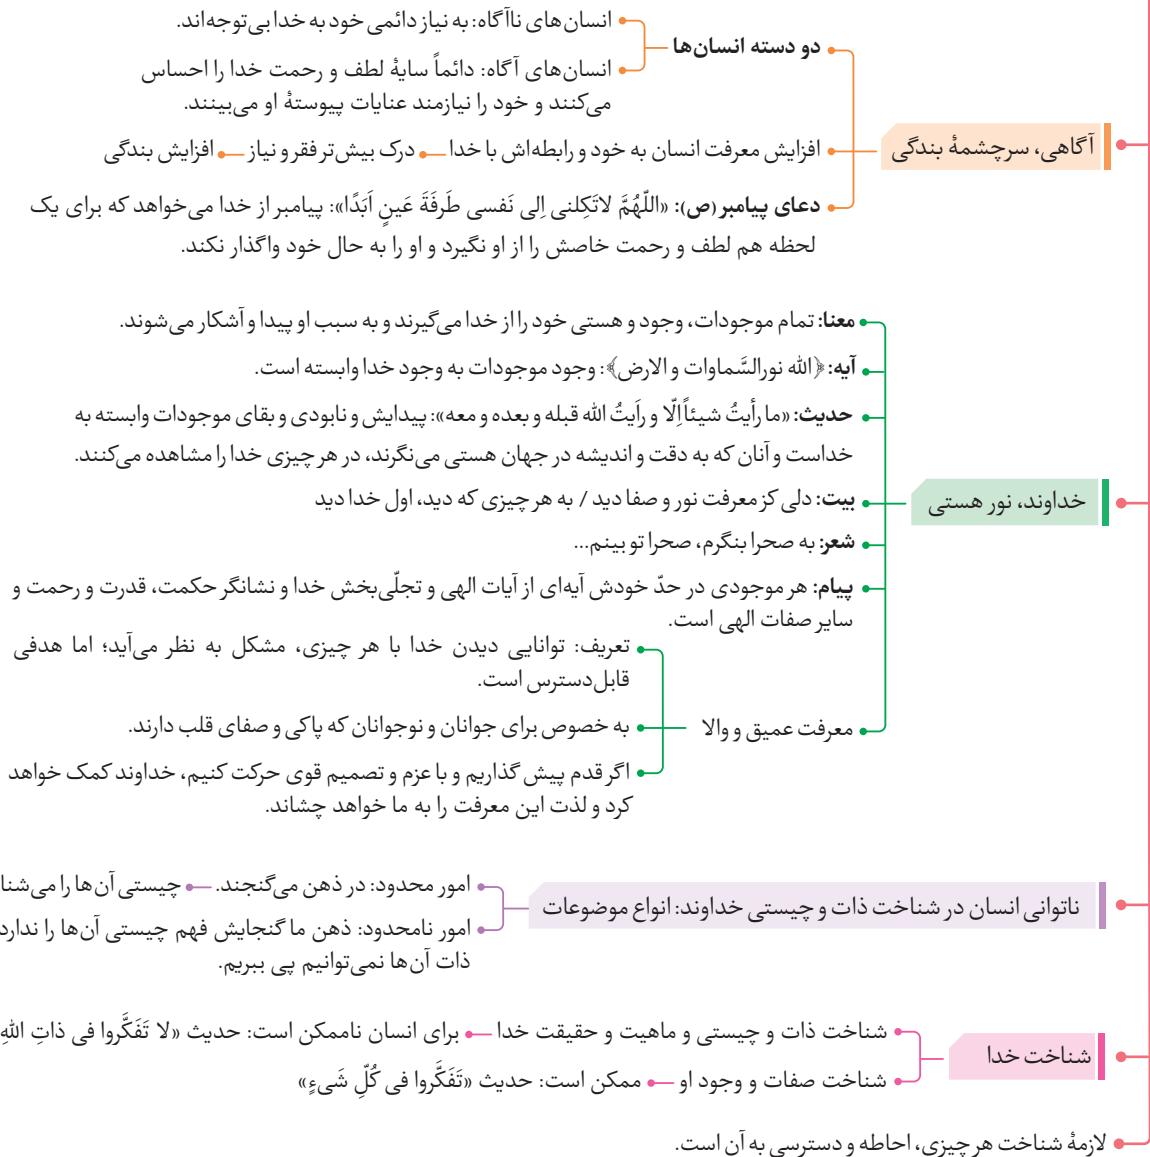 انسان‌های ناآگاه: به نیاز دائمی خود به خدا بی‌توجه‌اند.
دو دسته انسان‌ها
انسان‌های آگاه: دائماً سایهٔ لطف و رحمت خدا را احساس
می‌کنند و خود را نیازمند عنایات پیوستهٔ او می‌بینند.
آگاهی، سرچشمهٔ بندگی
افزایش معرفت انسان به خود و رابطه‌اش با خدا درک بیش‌تر فقر و نیاز افزایش بندگی
دعای پیامبر (ص): «اللّهُمَّ لاتَکِلنی اِلی نَفسی طَرفَةَ عَینٍ اَبَدًا»: پیامبر از خدا می‌خواهد که برای یک
لحظه هم لطف و رحمت خاصش را از او نگیرد و او را به حال خود واگذار نکند.
معنا: تمام موجودات، وجود و هستی خود را از خدا می‌گیرند و به سبب او پیدا و آشکار می‌شوند.
آیه: ﴿الله نورالسَّماوات و الارض﴾: وجود موجودات به وجود خدا وابسته است.
حدیث: «ما رأیتُ شیئاً اِلّا و رَاَیتُ الله قبله و بعده و معه»: پیدایش و نابودی و بقای موجودات وابسته به
خداست و آنان که به دقت و اندیشه در جهان هستی می‌نگرند، در هر چیزی خدا را مشاهده می‌کنند.
خداوند، نور هستی
بیت: دلی کز معرفت نور و صفا دید / به هر چیزی که دید، اول خدا دید
شعر: به صحرا بنگرم، صحرا تو بینم...
پیام: هر موجودی در حدّ خودش آیه‌ای از آیات الهی و تجلّی‌بخش خدا و نشانگر حکمت، قدرت و رحمت و
سایر صفات الهی است.
تعریف: توانایی دیدن خدا با هر چیزی، مشکل به نظر می‌آید؛ اما هدفی
قابل‌دسترس است.
معرفت عمیق و والا
به خصوص برای جوانان و نوجوانان که پاکی و صفای قلب دارند.
اگر قدم پیش گذاریم و با عزم و تصمیم قوی حرکت کنیم، خداوند کمک خواهد
کرد و لذت این معرفت را به ما خواهد چشاند.
ناتوانی انسان در شناخت ذات و چیستی خداوند: انواع موضوعات
امور محدود: در ذهن می‌گنجند. چیستی آن‌ها را
امور نامحدود: ذهن ما گنجایش فهم چیستی آن‌ها را ندارد
ذات آن‌ها نمی‌توانیم پی ببریم.
شناخت خدا
شناخت ذات و چیستی و ماهیت و حقیقت خدا برای انسان ناممکن است: حدیث «لا تَفَکَّروا فی ذاتِ اللهِ
شناخت صفات و وجود او ممکن است: حدیث «تَفَکَّروا فی کُلِّ شَیءٍ»
لازمهٔ شناخت هر چیزی، احاطه و دسترسی به آن است.